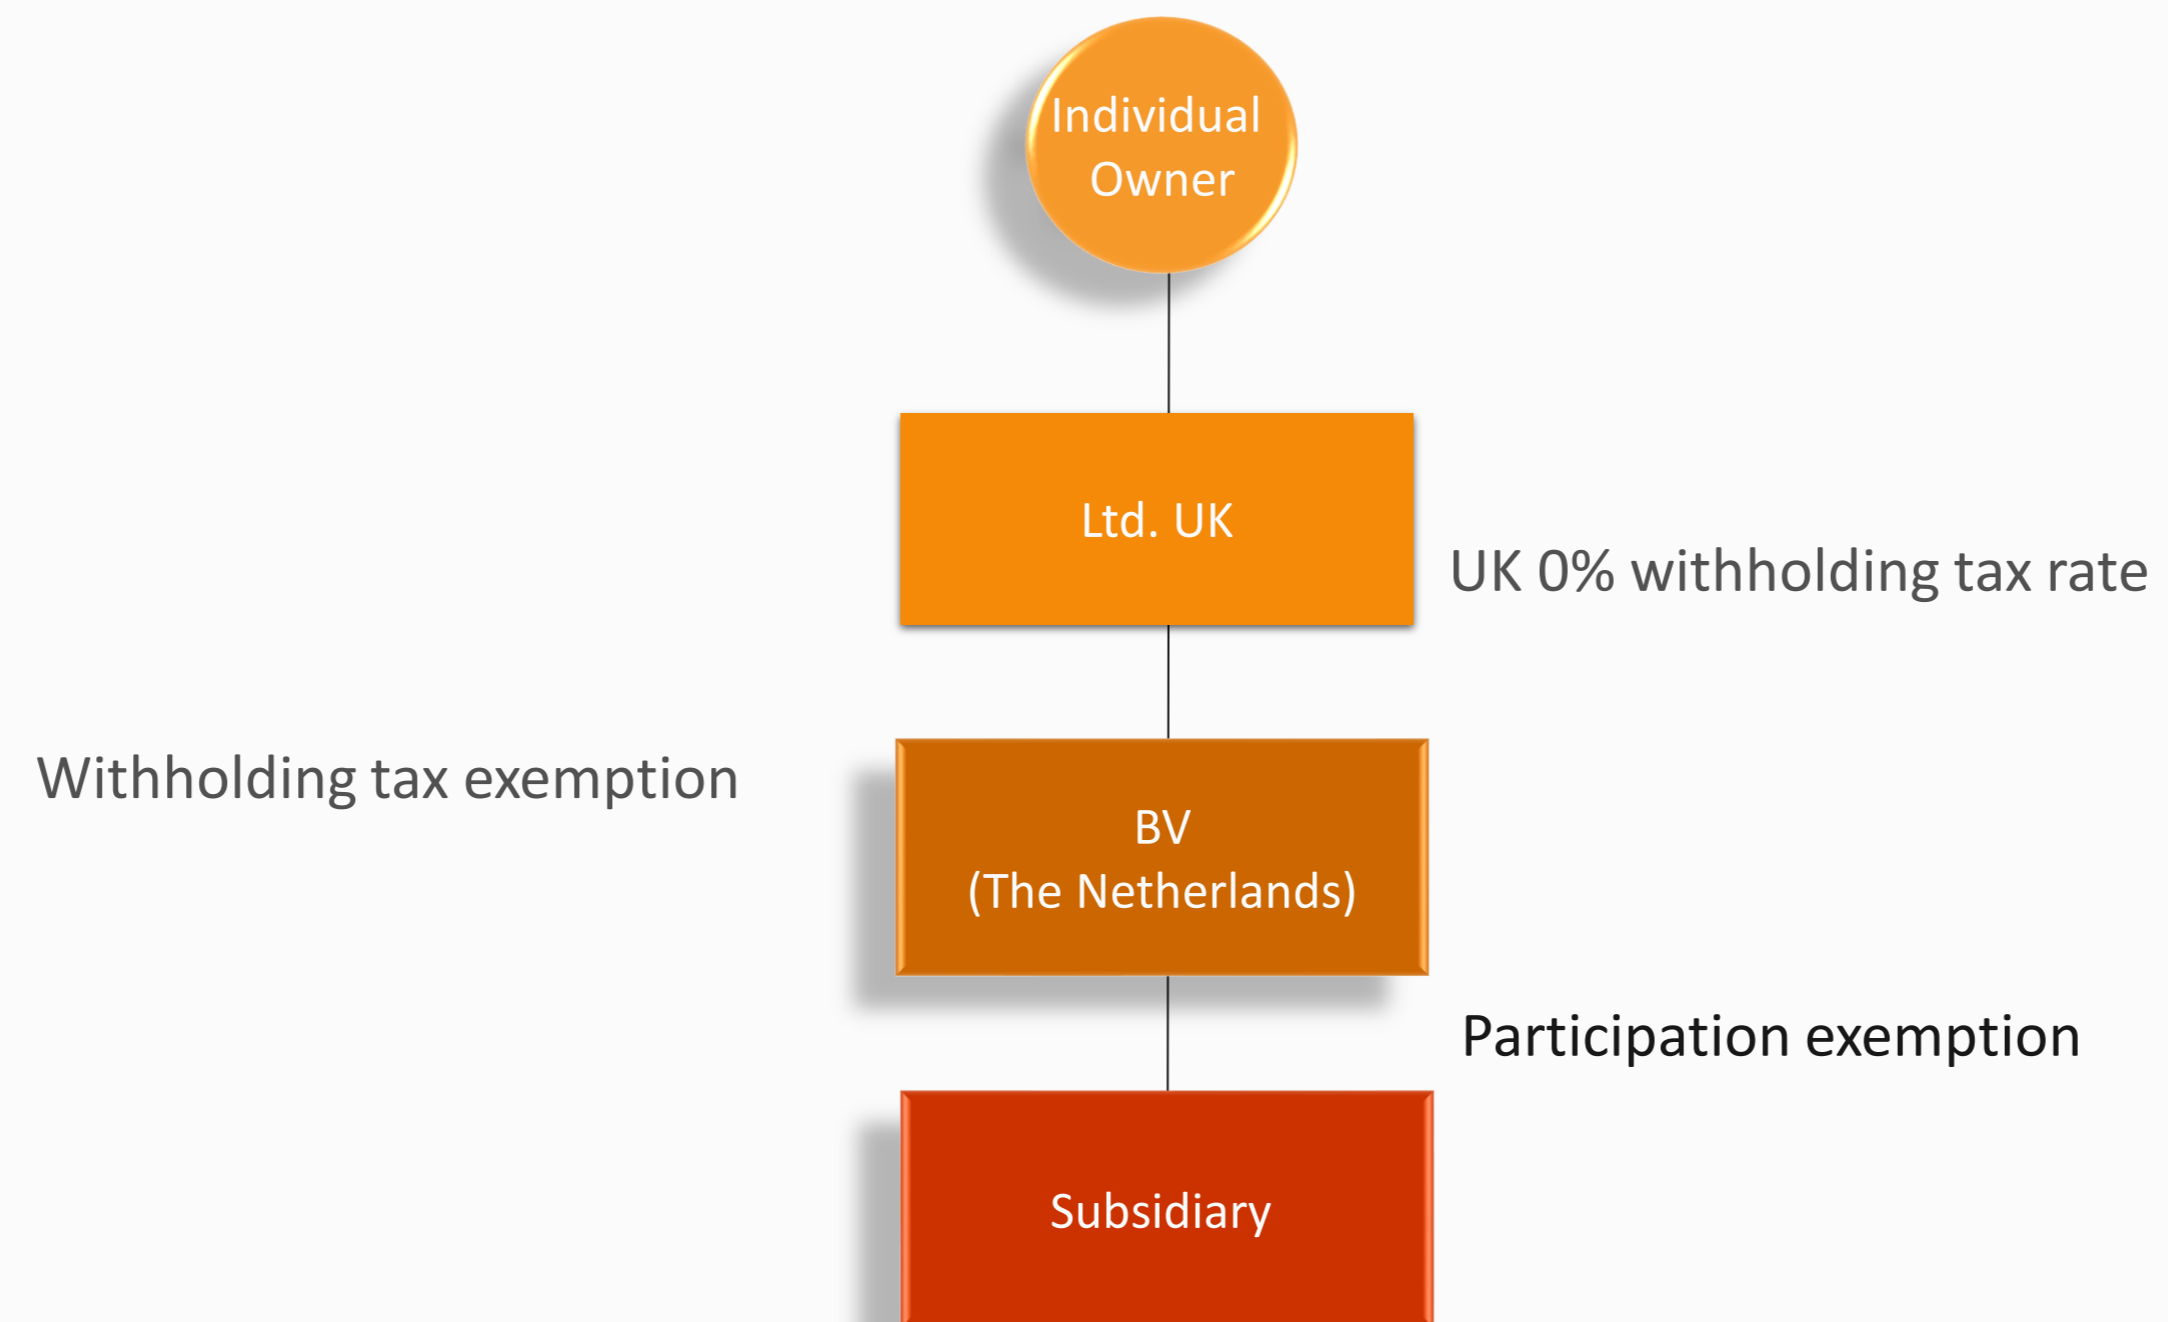 Individual
Owner
Ltd. UK
UK 0% withholding tax rate
Withholding tax exemption
BV
(The Netherlands)
Participation exemption
Subsidiary